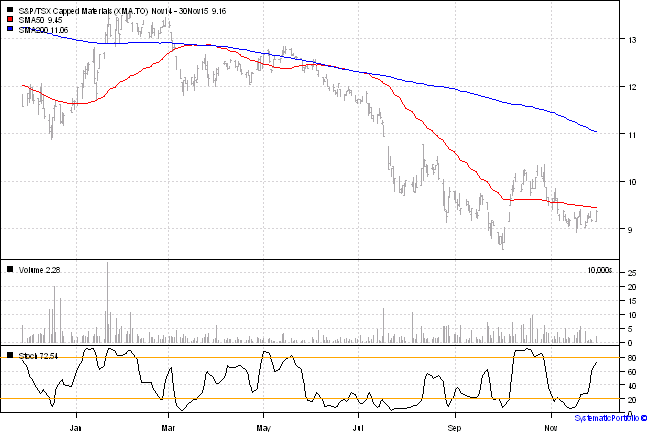 S&P/TSX Capped Materials (XMA.TO) Nov14 - 30Nov15 9.16
SMA50 9.45
SMA200 11.06
13
12
11
10
9
Volume 2.28
10,000s
25
20
15
10
5
0
Stoch 72.54
80
60
40
20
0
Jan
Mar
May
Jul
Sep
Nov
SystematicPortfolio ©